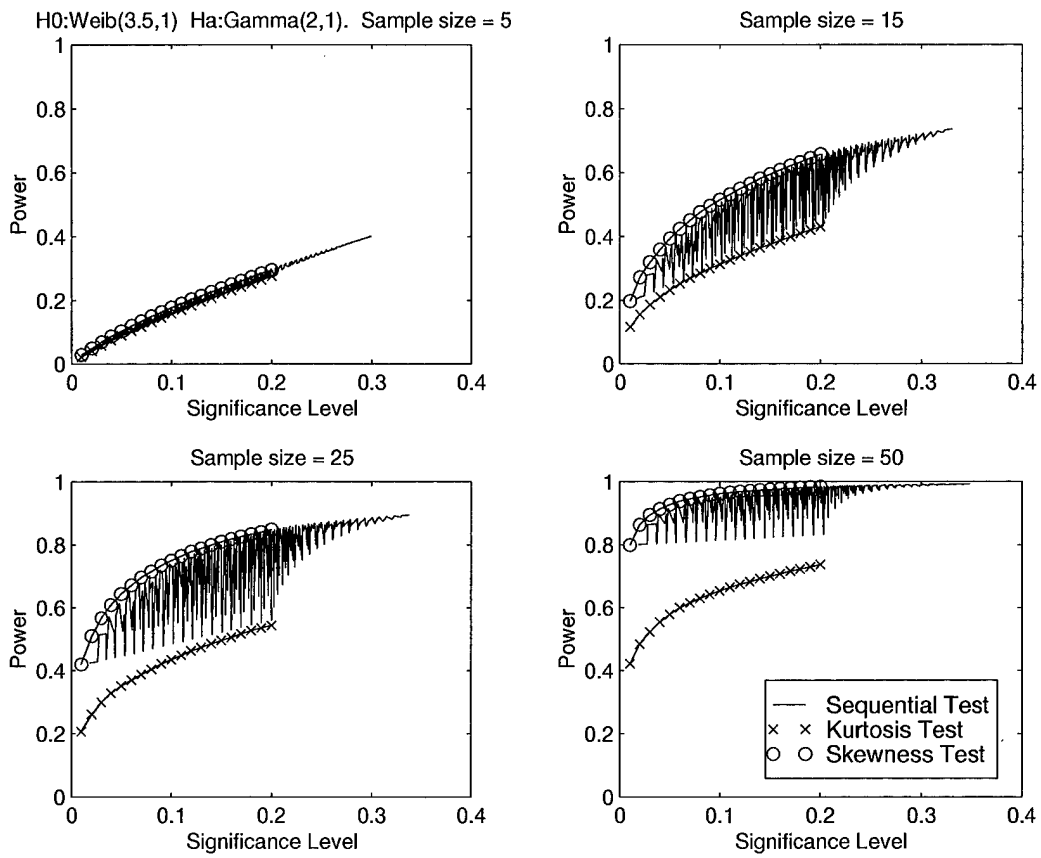 H0:Weib(3.5,1) Ha:Gamma(2,1). Sample size = 5
1
0.8
0.6
0.4
0.2
0
Power
0 0.1 0.2 0.3 0.4
Significance Level
Sample size = 15
1
0.8
0.6
0.4
0.2
0
Power
0 0.1 0.2 0.3 0.4
Significance Level
Sample size = 25
1
0.8
0.6
0.4
0.2
0
Power
0 0.1 0.2 0.3 0.4
Significance Level
Sample size = 50
1
0.8
0.6
0.4
0.2
0
Power
Sequential Test
Kurtosis Test
Skewness Test
0 0.1 0.2 0.3 0.4
Significance Level